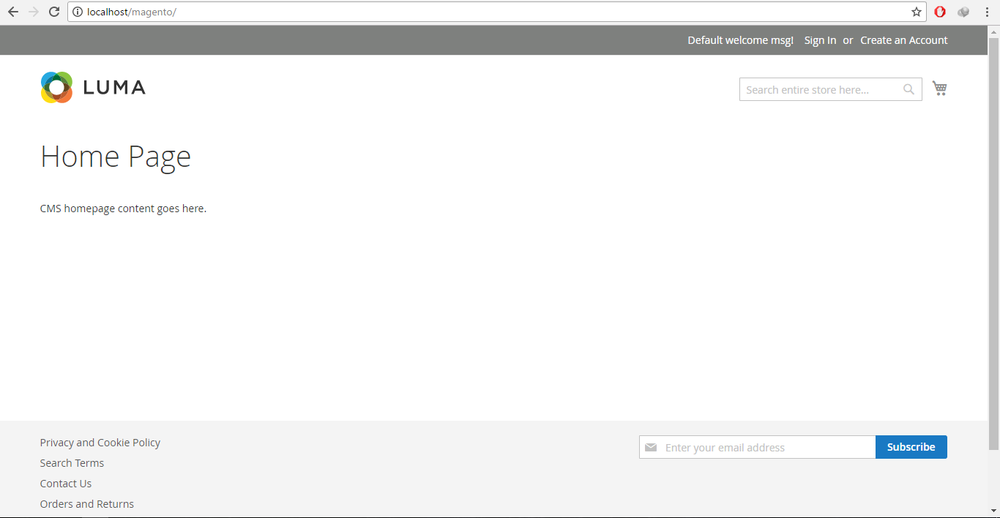 localhost/magento/
Default welcome msg! Sign In or Create an Account
LUMA
Search entire store here...
Home Page
CMS homepage content goes here.
Privacy and Cookie Policy
Search Terms
Contact Us
Orders and Returns
Enter your email address
Subscribe